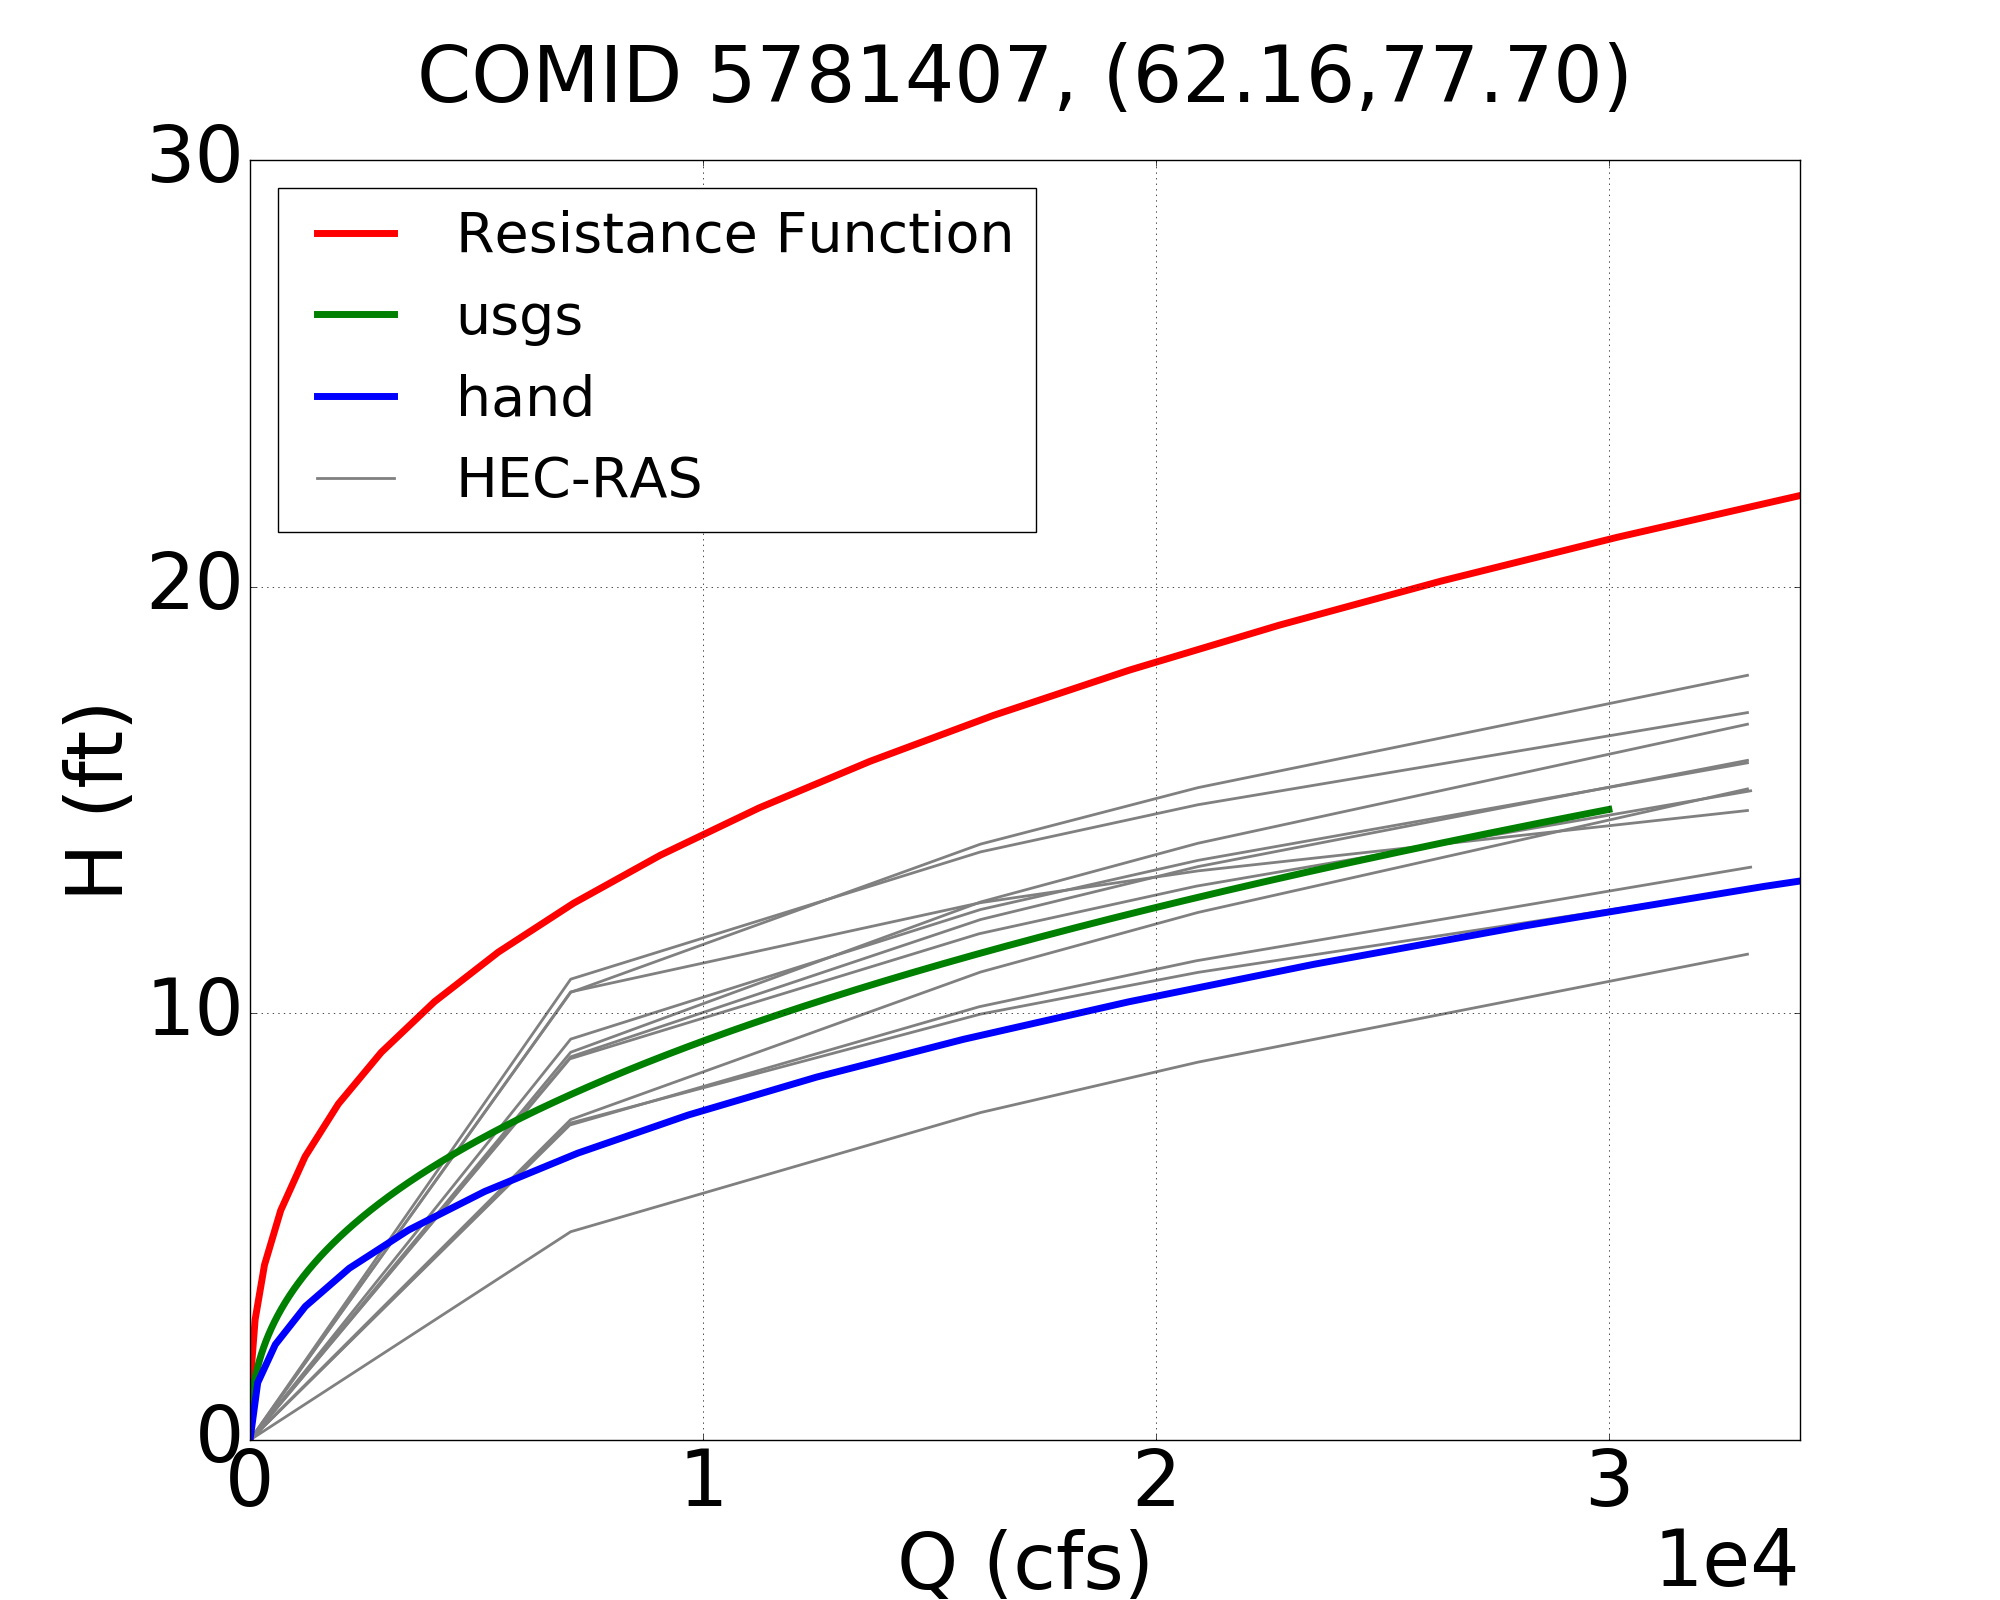 COMID 5781407, (62.16,77.70)
30
Resistance Function
usgs
hand
HEC-RAS
20
H (ft)
10
0
0 1 2 3
Q (cfs)
1e4